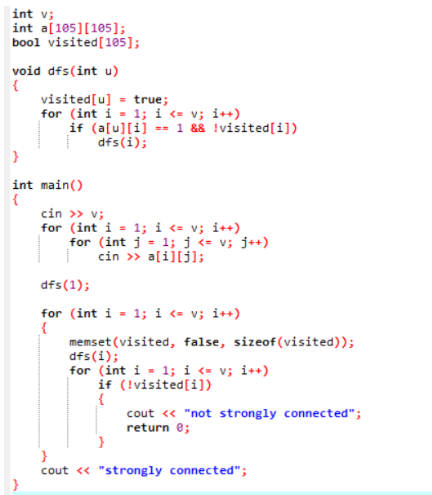 int v;
int a[105][105];
bool visited[105];
void dfs(int u)
{
visited[u] = true;
for (int i = 1; i <= v; i++)
if (a[u][i] == 1 && !visited[i])
dfs(i);
}
int main()
{
cin >> v;
for (int i = 1; i <= v; i++)
for (int j = 1; j <= v; j++)
cin >> a[i][j];
dfs(1);
for (int i = 1; i <= v; i++)
{
memset(visited, false, sizeof(visited));
dfs(i);
for (int i = 1; i <= v; i++)
if (!visited[i])
{
cout << "not strongly connected";
return 0;
}
}
cout << "strongly connected";
}